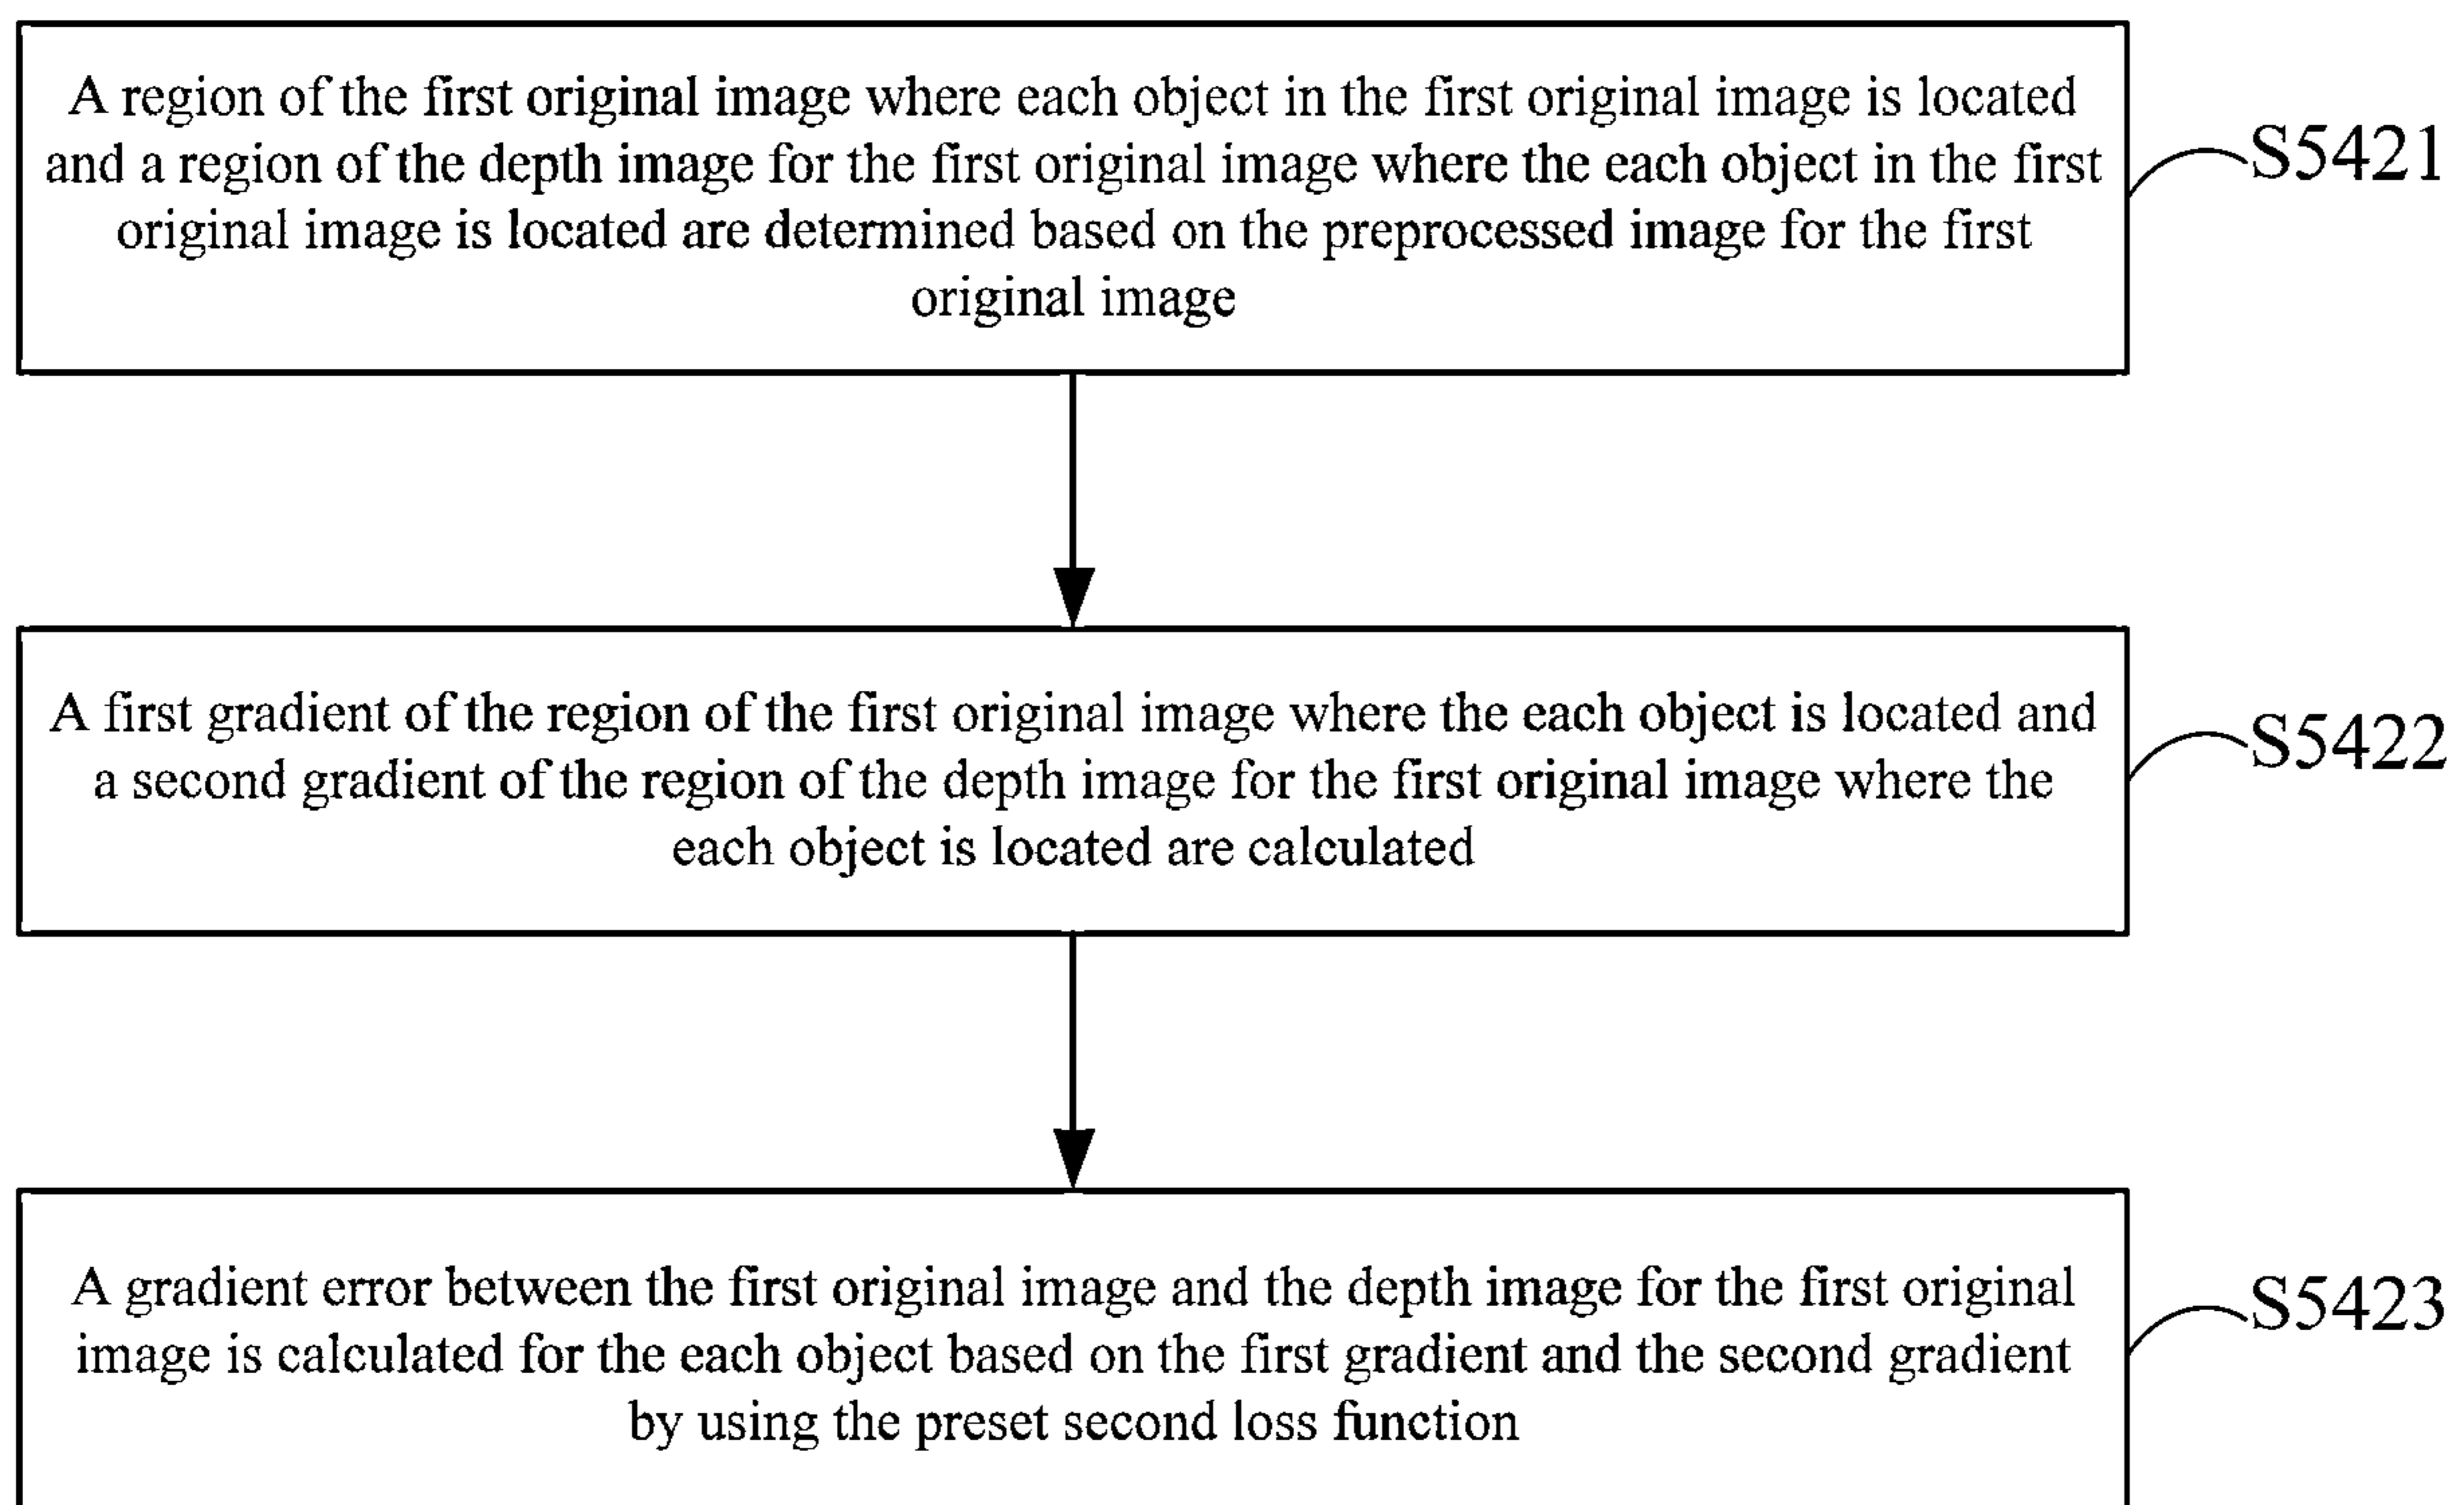 A region of the first original image where each object in the first original image is located
and a region of the depth image for the first original image where the each object in the first
original image is located are determined based on the preprocessed image for the first
original image
S5421
A first gradient of the region of the first original image where the each object is located and
a second gradient of the region of the depth image for the first original image where the
each object is located are calculated
S5422
A gradient error between the first original image and the depth image for the first original
image is calculated for the each object based on the first gradient and the second gradient
by using the preset second loss function
S5423